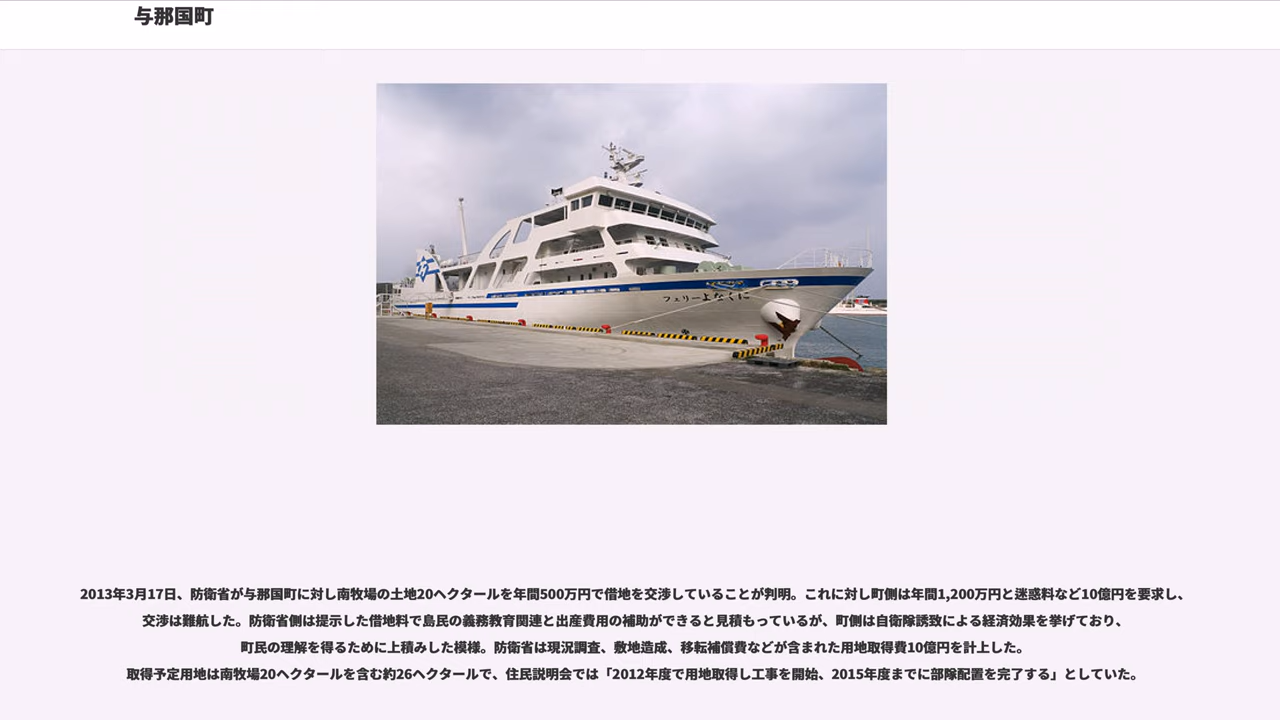 与那国町
フェリーよなくに
2013年3月17日、防衛省が与那国町に対し南牧場の土地20ヘクタールを年間500万円で借地を交渉していることが判明。これに対し町側は年間1,200万円と迷惑料など10億円を要求し、
交渉は難航した。防衛省側は提示した借地料で島民の義務教育関連と出産費用の補助ができると見積もっているが、町側は自衛隊誘致による経済効果を挙げており、
町民の理解を得るために上積みした模様。防衛省は現況調査、敷地造成、移転補償費などが含まれた用地取得費10億円を計上した。
取得予定用地は南牧場20ヘクタールを含む約26ヘクタールで、住民説明会では「2012年度で用地取得し工事を開始、2015年度までに部隊配置を完了する」としていた。